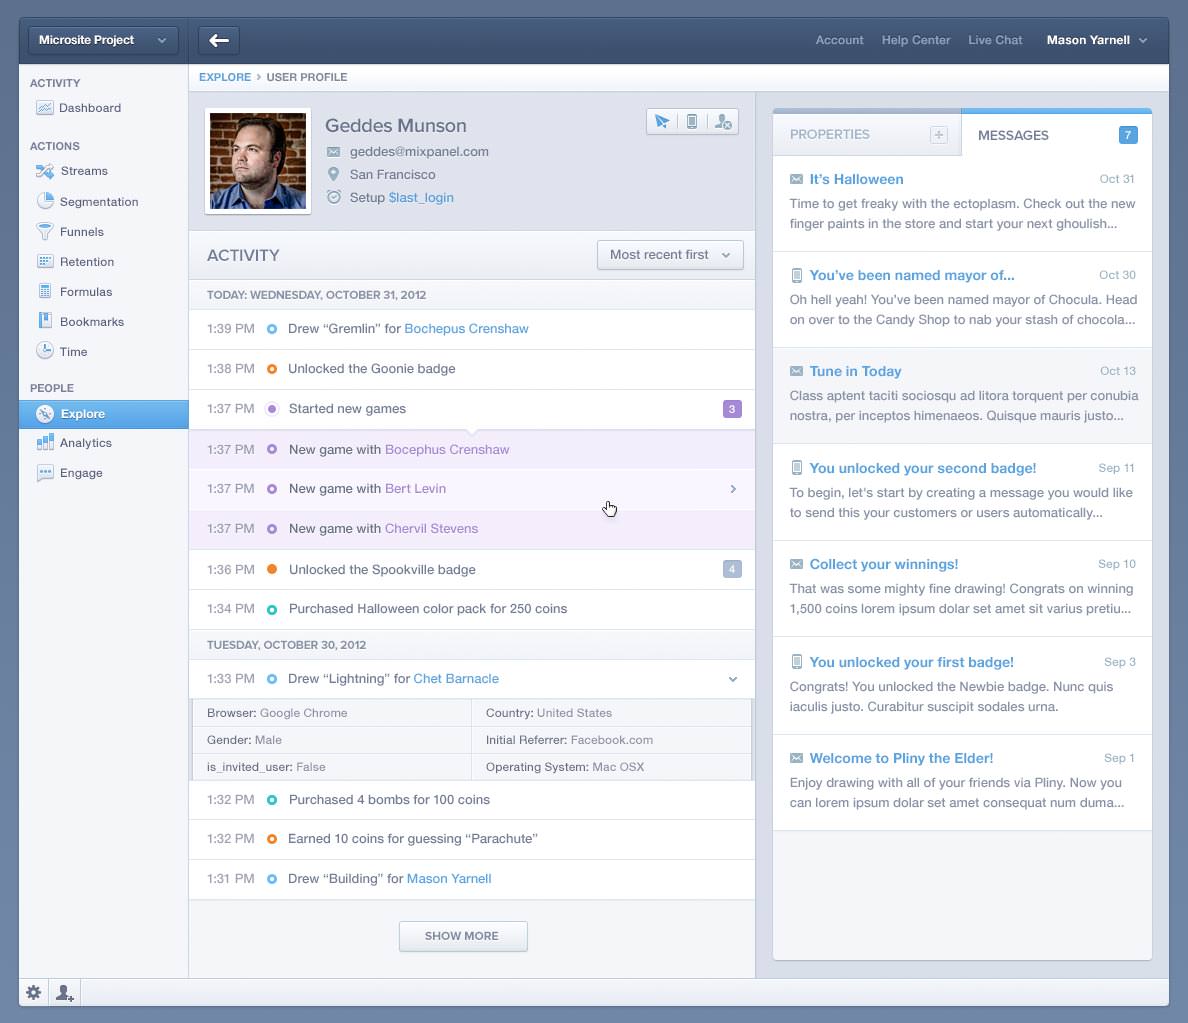 Microsite Project
Account Help Center Live Chat Mason Yarnell
ACTIVITY
Dashboard
ACTIONS
Streams
Segmentation
Funnels
Retention
Formulas
Bookmarks
Time
PEOPLE
Explore
Analytics
Engage
EXPLORE › USER PROFILE
Geddes Munson
geddes@mixpanel.com
San Francisco
Setup $last_login
ACTIVITY
Most recent first
TODAY: WEDNESDAY, OCTOBER 31, 2012
1:39 PM Drew “Gremlin” for Bochepus Crenshaw
1:38 PM Unlocked the Goonie badge
1:37 PM Started new games 3
1:37 PM New game with Bocephus Crenshaw
1:37 PM New game with Bert Levin
1:37 PM New game with Chervil Stevens
1:36 PM Unlocked the Spookville badge 4
1:34 PM Purchased Halloween color pack for 250 coins
TUESDAY, OCTOBER 30, 2012
1:33 PM Drew “Lightning” for Chet Barnacle
Browser: Google Chrome Country: United States
Gender: Male Initial Referrer: Facebook.com
is_invited_user: False Operating System: Mac OSX
1:32 PM Purchased 4 bombs for 100 coins
1:32 PM Earned 10 coins for guessing “Parachute”
1:31 PM Drew “Building” for Mason Yarnell
SHOW MORE
PROPERTIES + MESSAGES 7
It’s Halloween Oct 31
Time to get freaky with the ectoplasm. Check out the new
finger paints in the store and start your next ghoulish...
You’ve been named mayor of... Oct 30
Oh hell yeah! You’ve been named mayor of Chocula. Head
on over to the Candy Shop to nab your stash of chocola...
Tune in Today Oct 13
Class aptent taciti sociosqu ad litora torquent per conubia
nostra, per inceptos himenaeos. Quisque mauris justo...
You unlocked your second badge! Sep 11
To begin, let's start by creating a message you would like
to send this your customers or users automatically...
Collect your winnings! Sep 10
That was some mighty fine drawing! Congrats on winning
1,500 coins lorem ipsum dolar set amet sit varius pretiu...
You unlocked your first badge! Sep 3
Congrats! You unlocked the Newbie badge. Nunc quis
iaculis justo. Curabitur suscipit sodales urna.
Welcome to Pliny the Elder! Sep 1
Enjoy drawing with all of your friends via Pliny. Now you
can lorem ipsum dolar set amet consequat num duma...